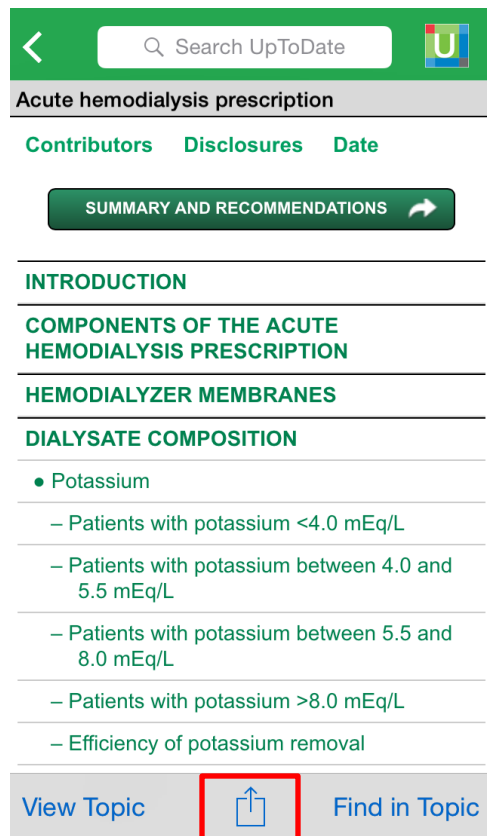 Search UpToDate
U
Acute hemodialysis prescription
Contributors Disclosures Date
SUMMARY AND RECOMMENDATIONS
INTRODUCTION
COMPONENTS OF THE ACUTE
HEMODIALYSIS PRESCRIPTION
HEMODIALYZER MEMBRANES
DIALYSATE COMPOSITION
● Potassium
– Patients with potassium <4.0 mEq/L
– Patients with potassium between 4.0 and
5.5 mEq/L
– Patients with potassium between 5.5 and
8.0 mEq/L
– Patients with potassium >8.0 mEq/L
– Efficiency of potassium removal
View Topic Find in Topic